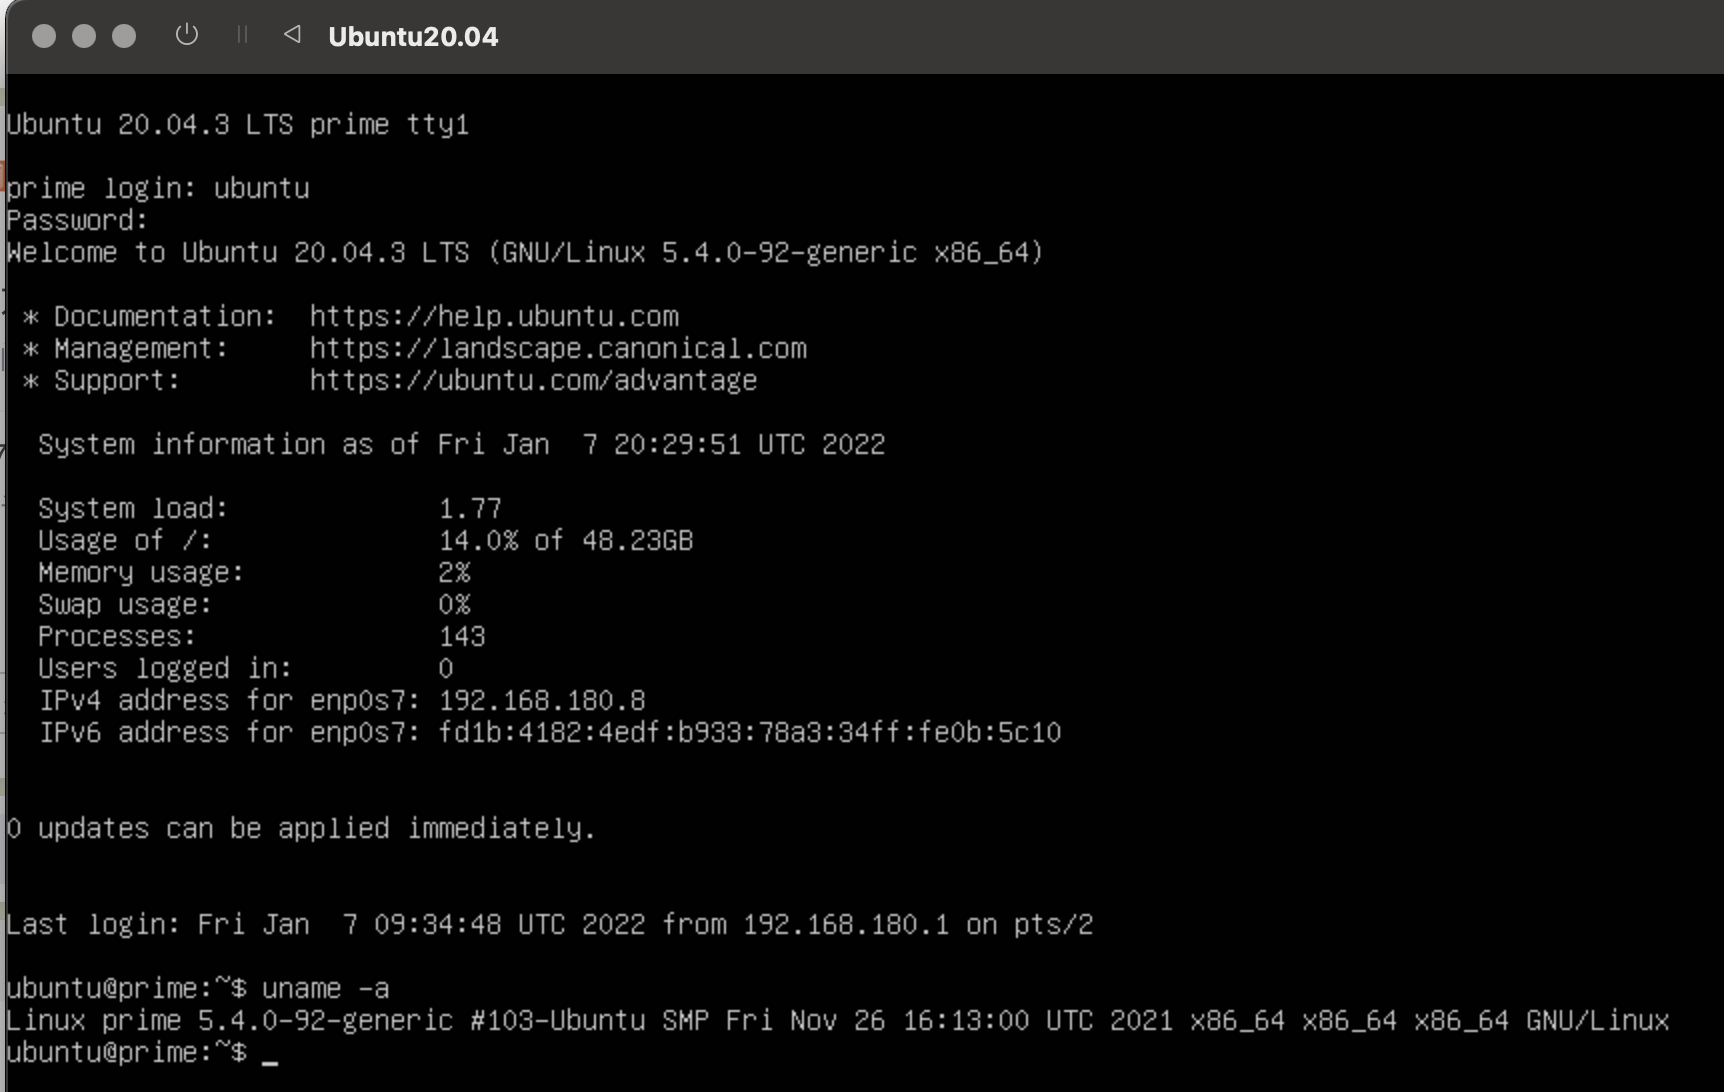 Ubuntu20.04
Ubuntu 20.04.3 LTS prime tty1
prime login: ubuntu
Password:
Welcome to Ubuntu 20.04.3 LTS (GNU/Linux 5.4.0-92-generic x86_64)
* Documentation:  https://help.ubuntu.com
* Management:     https://landscape.canonical.com
* Support:        https://ubuntu.com/advantage
System information as of Fri Jan  7 20:29:51 UTC 2022
System load:             1.77
Usage of /:              14.0% of 48.23GB
Memory usage:            2%
Swap usage:              0%
Processes:               143
Users logged in:         0
IPv4 address for enp0s7: 192.168.180.8
IPv6 address for enp0s7: fd1b:4182:4edf:b933:78a3:34ff:fe0b:5c10
0 updates can be applied immediately.
Last login: Fri Jan  7 09:34:48 UTC 2022 from 192.168.180.1 on pts/2
ubuntu@prime:~$ uname -a
Linux prime 5.4.0-92-generic #103-Ubuntu SMP Fri Nov 26 16:13:00 UTC 2021 x86_64 x86_64 x86_64 GNU/Linux
ubuntu@prime:~$ _